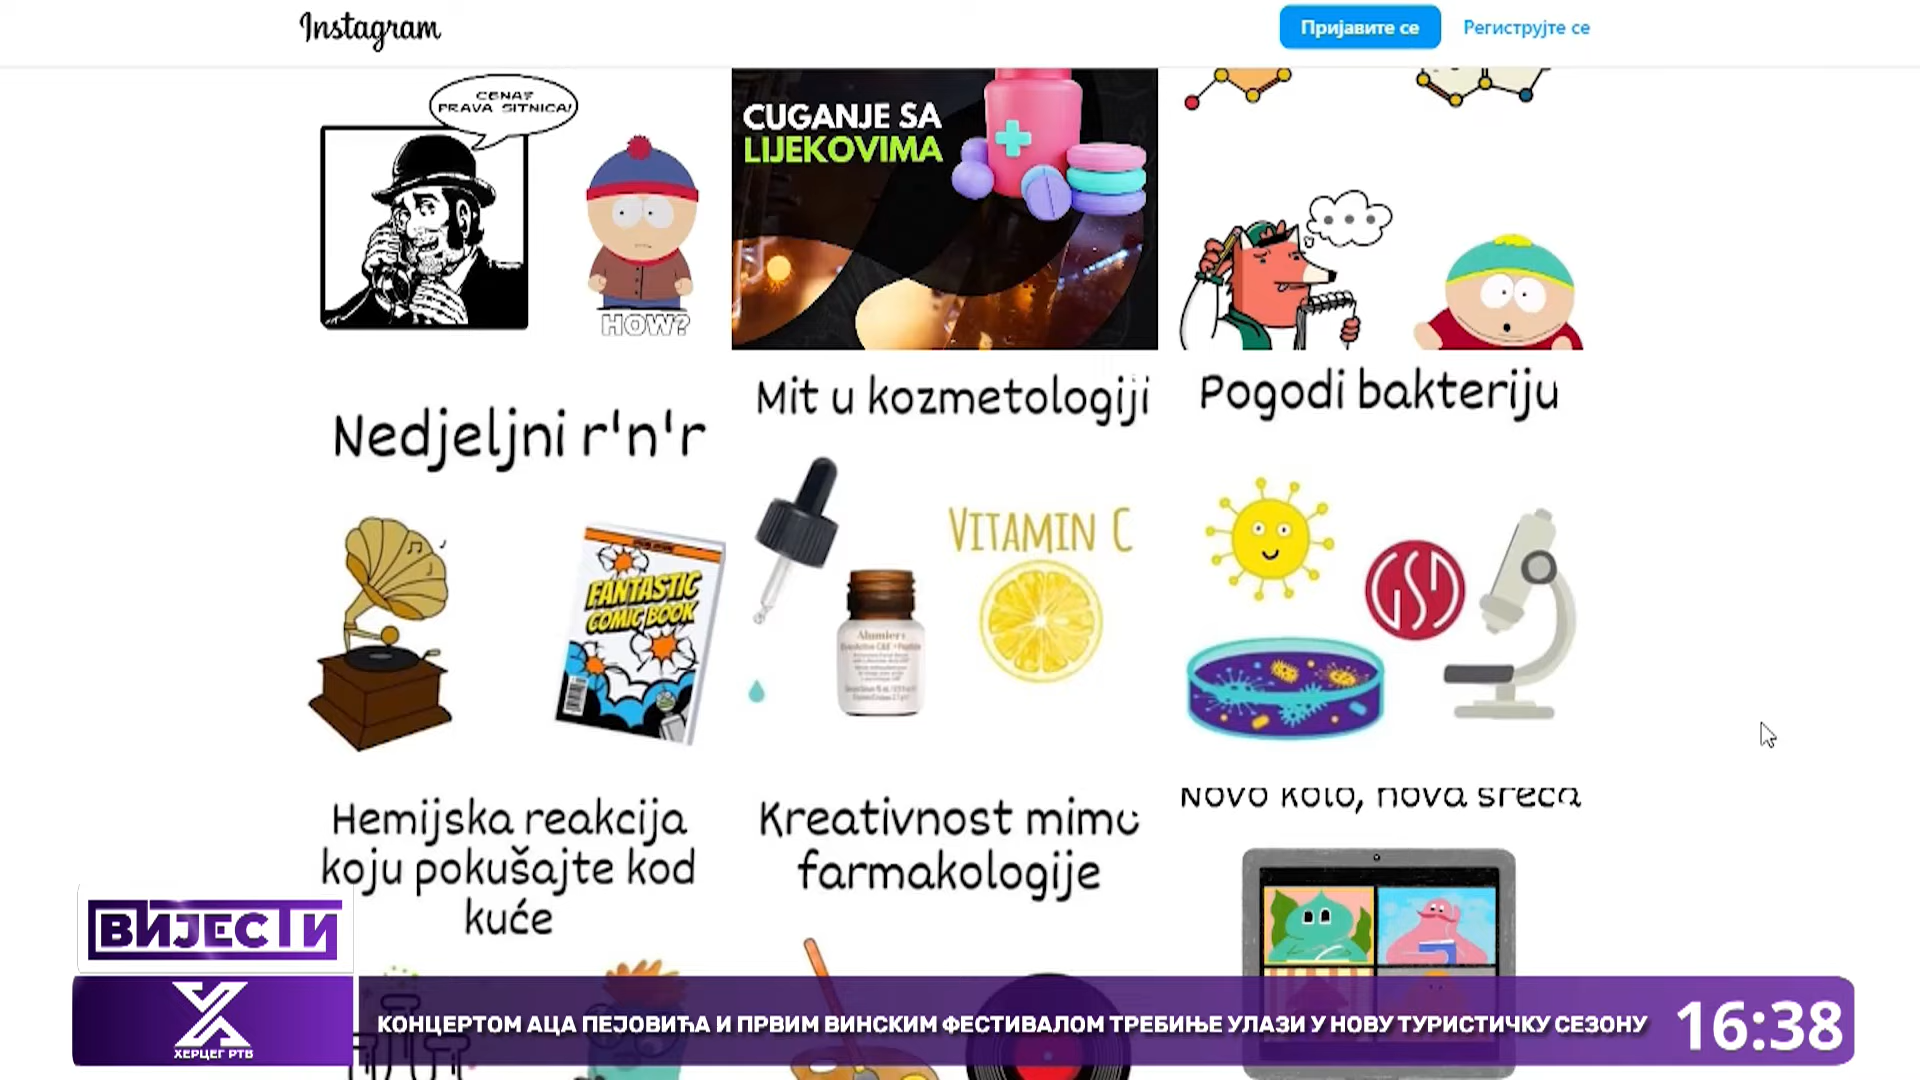 Instagram
Пријавите се
Региструјте се
CENA?
PRAVA SITNICA!
HOW?
CUGANJE SA
LIJEKOVIMA
Nedjeljni r'n'r
Mit u kozmetologiji
Pogodi bakteriju
FANTASTIC
COMIC BOOK
VITAMIN C
GSD
Hemijska reakcija
koju pokušajte kod
kuće
Kreativnost mimo
farmakologije
Novo kolo, nova sreća
ВИЈЕСТИ
ХЕРЦЕГ РТВ
КОНЦЕРТОМ АЦА ПЕЈОВИЋА И ПРВИМ ВИНСКИМ ФЕСТИВАЛОМ ТРЕБИЊЕ УЛАЗИ У НОВУ ТУРИСТИЧКУ СЕЗОНУ
16:38